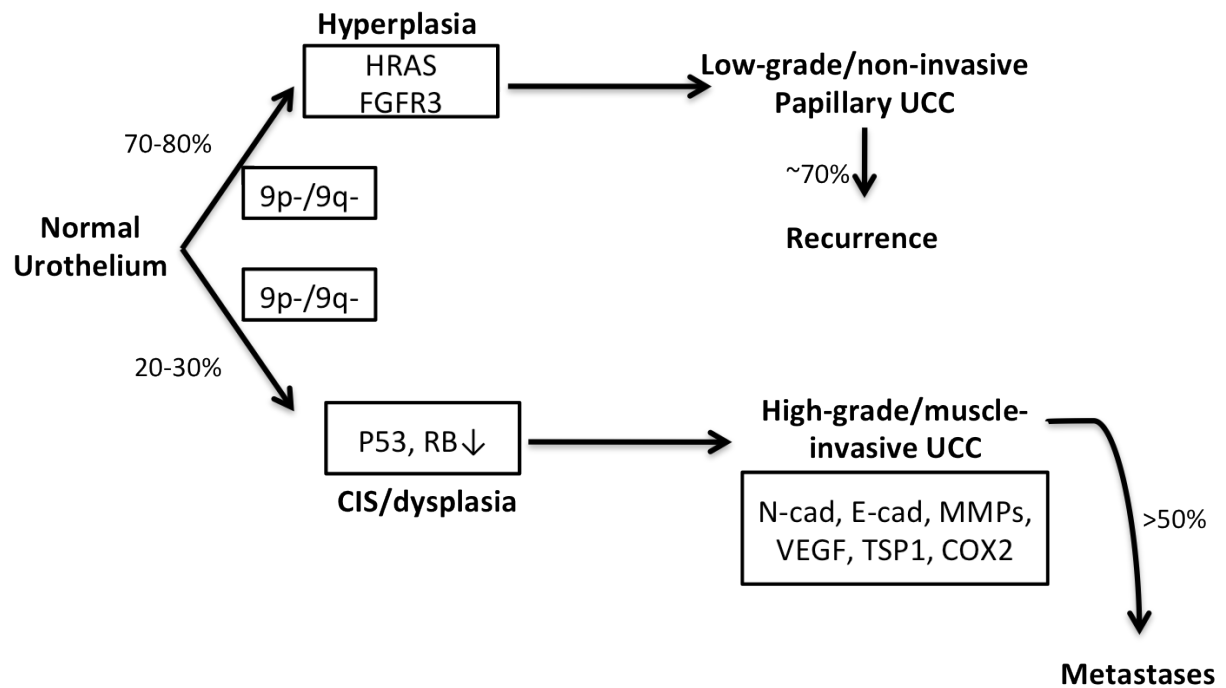 Hyperplasia
HRAS
FGFR3
Low-grade/non-invasive
Papillary UCC
70-80%
~70%
9p-/9q-
Normal
Urothelium
Recurrence
9p-/9q-
20-30%
P53, RB↓
CIS/dysplasia
High-grade/muscle-
invasive UCC
N-cad, E-cad, MMPs,
VEGF, TSP1, COX2
>50%
Metastases